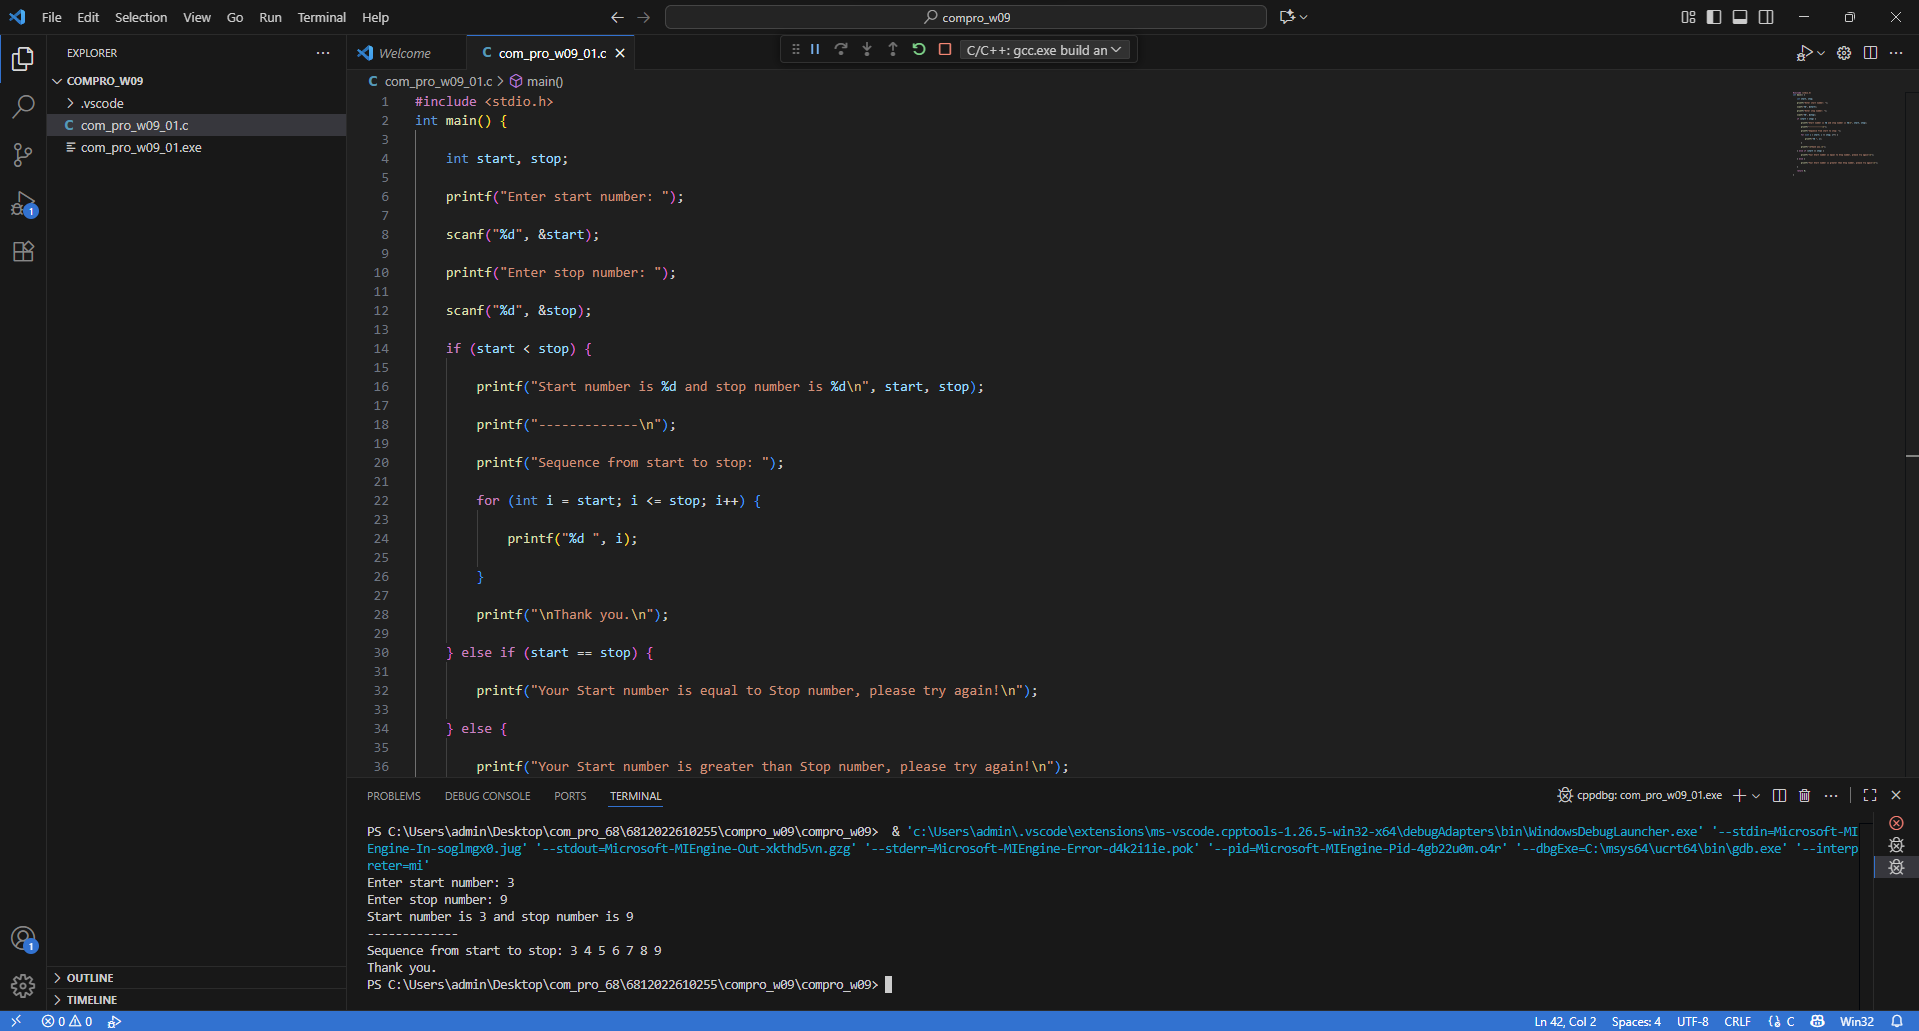 File Edit Selection View Go Run Terminal Help
compro_w09
EXPLORER
COMPRO_W09
.vscode
C com_pro_w09_01.c
com_pro_w09_01.exe
1
1
OUTLINE
TIMELINE
Welcome
C com_pro_w09_01.c
C/C++: gcc.exe build an
C com_pro_w09_01.c > main()
1 #include <stdio.h>
2 int main() {
3
4 int start, stop;
5
6 printf("Enter start number: ");
7
8 scanf("%d", &start);
9
10 printf("Enter stop number: ");
11
12 scanf("%d", &stop);
13
14 if (start < stop) {
15
16 printf("Start number is %d and stop number is %d\n", start, stop);
17
18 printf("-------------\n");
19
20 printf("Sequence from start to stop: ");
21
22 for (int i = start; i <= stop; i++) {
23
24 printf("%d ", i);
25
26 }
27
28 printf("\nThank you.\n");
29
30 } else if (start == stop) {
31
32 printf("Your Start number is equal to Stop number, please try again!\n");
33
34 } else {
35
36 printf("Your Start number is greater than Stop number, please try again!\n");
PROBLEMS DEBUG CONSOLE PORTS TERMINAL
cppdbg: com_pro_w09_01.exe
PS C:\Users\admin\Desktop\com_pro_68\6812022610255\compro_w09\compro_w09> & 'c:\Users\admin\.vscode\extensions\ms-vscode.cpptools-1.26.5-win32-x64\debugAdapters\bin\WindowsDebugLauncher.exe' '--stdin=Microsoft-MI
Engine-In-soglmgx0.jug' '--stdout=Microsoft-MIEngine-Out-xkthd5vn.gzg' '--stderr=Microsoft-MIEngine-Error-d4k2i1ie.pok' '--pid=Microsoft-MIEngine-Pid-4gb22u0m.o4r' '--dbgExe=C:\msys64\ucrt64\bin\gdb.exe' '--interp
reter=mi'
Enter start number: 3
Enter stop number: 9
Start number is 3 and stop number is 9
-------------
Sequence from start to stop: 3 4 5 6 7 8 9
Thank you.
PS C:\Users\admin\Desktop\com_pro_68\6812022610255\compro_w09\compro_w09>
0 0
Ln 42, Col 2 Spaces: 4 UTF-8 CRLF {} C Win32